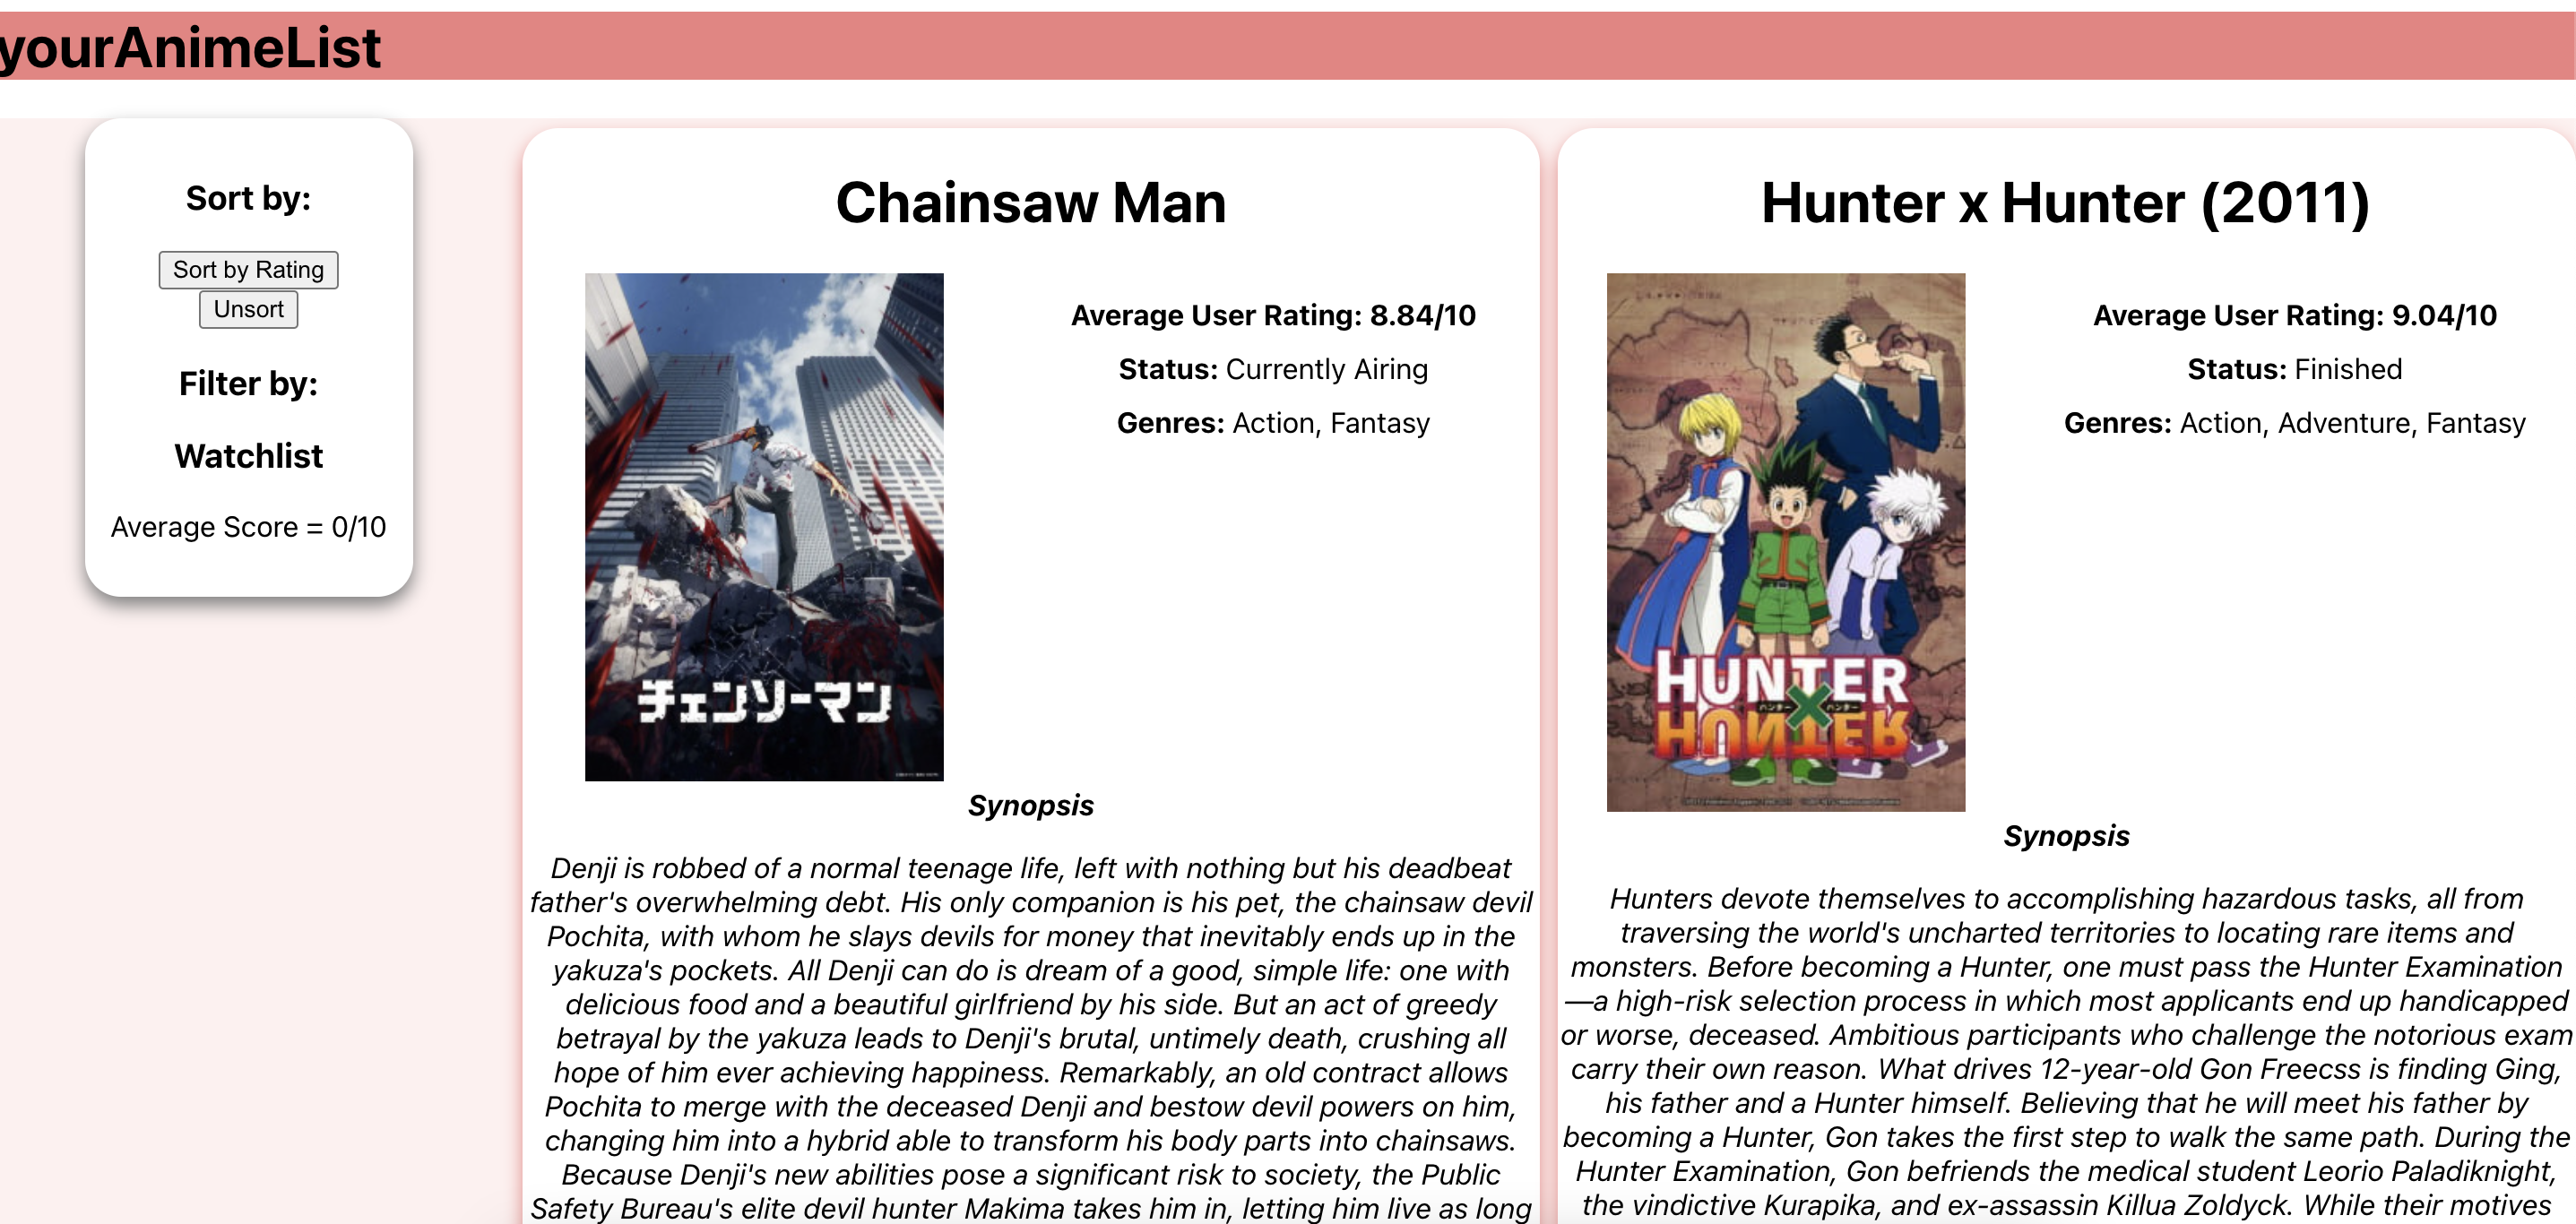 yourAnimeList
Sort by:
Sort by Rating
Unsort
Filter by:
Watchlist
Average Score = 0/10
Chainsaw Man
チェンソーマン
Average User Rating: 8.84/10
Status: Currently Airing
Genres: Action, Fantasy
Synopsis
Denji is robbed of a normal teenage life, left with nothing but his deadbeat
father's overwhelming debt. His only companion is his pet, the chainsaw devil
Pochita, with whom he slays devils for money that inevitably ends up in the
yakuza's pockets. All Denji can do is dream of a good, simple life: one with
delicious food and a beautiful girlfriend by his side. But an act of greedy
betrayal by the yakuza leads to Denji's brutal, untimely death, crushing all
hope of him ever achieving happiness. Remarkably, an old contract allows
Pochita to merge with the deceased Denji and bestow devil powers on him,
changing him into a hybrid able to transform his body parts into chainsaws.
Because Denji's new abilities pose a significant risk to society, the Public
Safety Bureau's elite devil hunter Makima takes him in, letting him live as long
Hunter x Hunter (2011)
HUNTER
ハンター X ハンター
HUNTER
Average User Rating: 9.04/10
Status: Finished
Genres: Action, Adventure, Fantasy
Synopsis
Hunters devote themselves to accomplishing hazardous tasks, all from
traversing the world's uncharted territories to locating rare items and
monsters. Before becoming a Hunter, one must pass the Hunter Examination
—a high-risk selection process in which most applicants end up handicapped
or worse, deceased. Ambitious participants who challenge the notorious exam
carry their own reason. What drives 12-year-old Gon Freecss is finding Ging,
his father and a Hunter himself. Believing that he will meet his father by
becoming a Hunter, Gon takes the first step to walk the same path. During the
Hunter Examination, Gon befriends the medical student Leorio Paladiknight,
the vindictive Kurapika, and ex-assassin Killua Zoldyck. While their motives